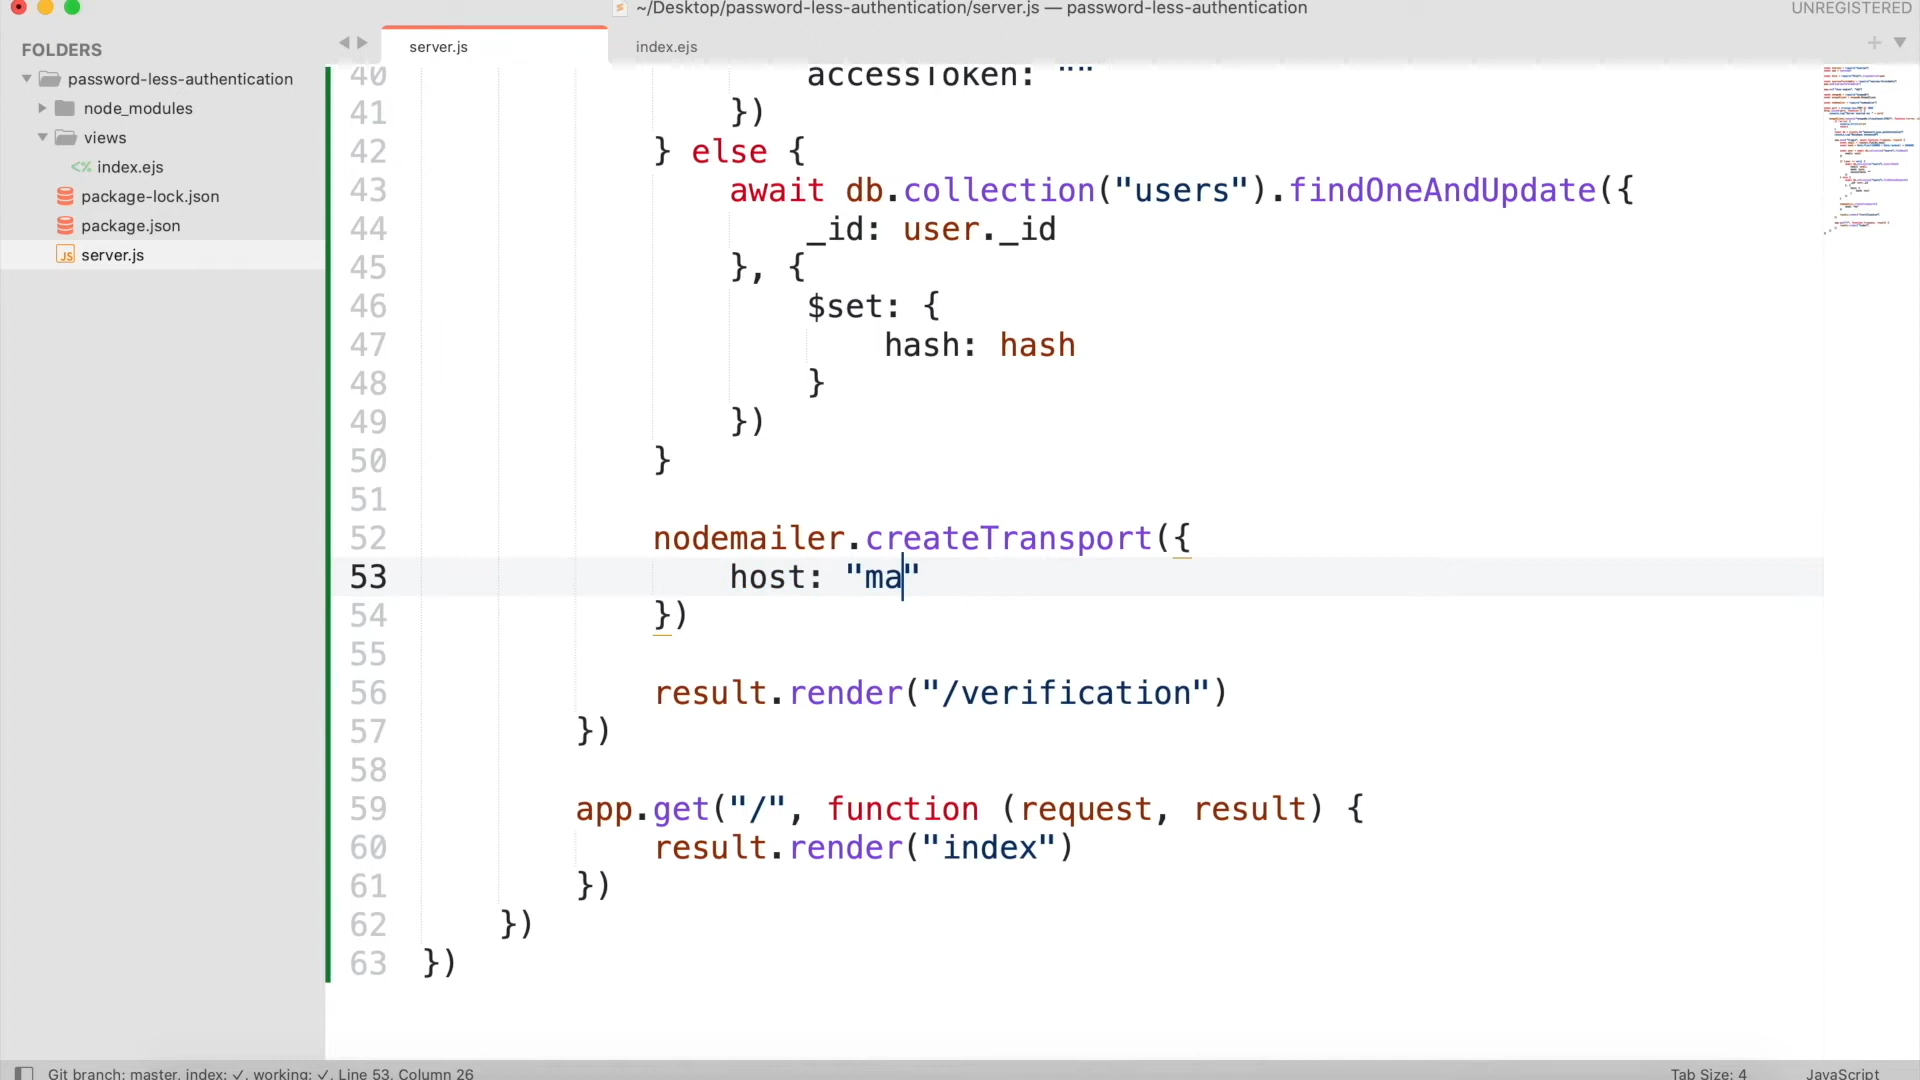 ~/Desktop/password-less-authentication/server.js — password-less-authentication
UNREGISTERED
FOLDERS
password-less-authentication
node_modules
views
<% index.ejs
package-lock.json
package.json
JS server.js
server.js
index.ejs
40 accessToken: ""
41 })
42 } else {
43 await db.collection("users").findOneAndUpdate({
44 _id: user._id
45 }, {
46 $set: {
47 hash: hash
48 }
49 })
50 }
51
52 nodemailer.createTransport({
53 host: "ma"
54 })
55
56 result.render("/verification")
57 })
58
59 app.get("/", function (request, result) {
60 result.render("index")
61 })
62 })
63 })
Git branch: master, index: ✓, working: ✓, Line 53, Column 26
Tab Size: 4
JavaScript